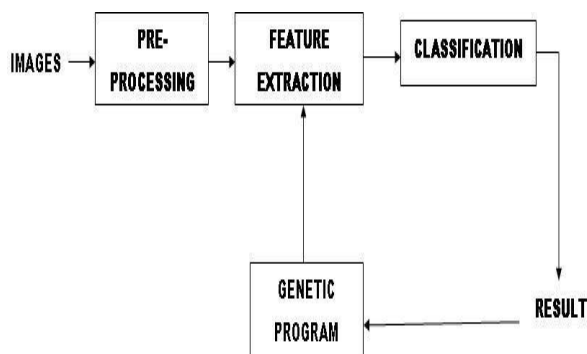 IMAGES
PRE-
PROCESSING
FEATURE
EXTRACTION
CLASSIFICATION
GENETIC
PROGRAM
RESULT